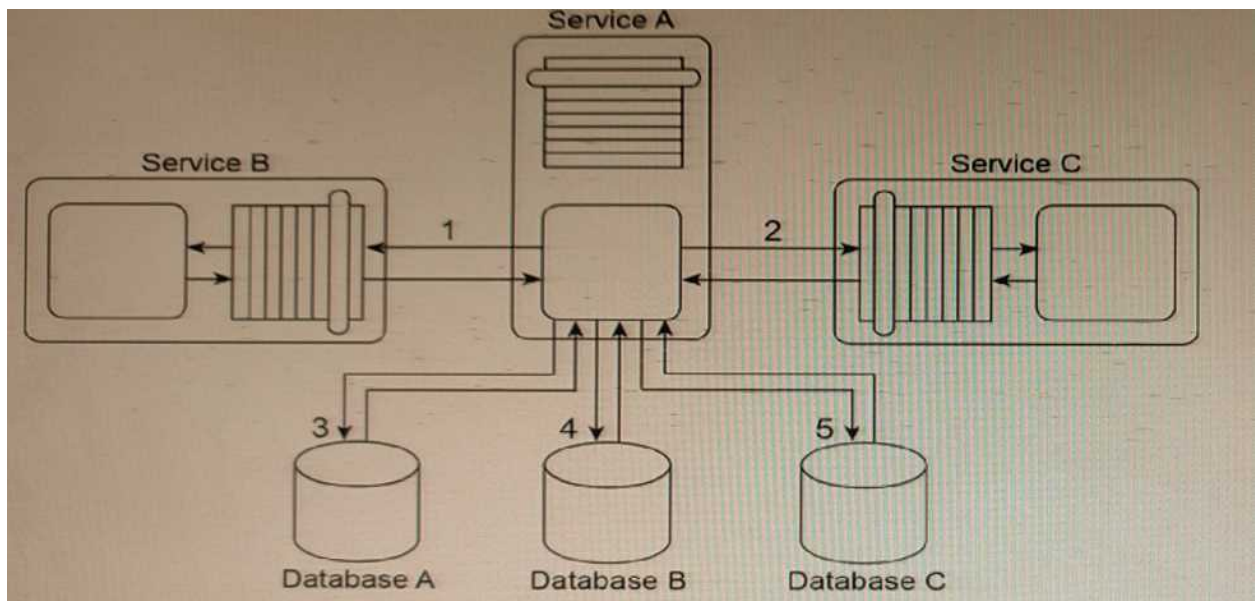 Service A
Service B
Service C
1
2
3
4
5
Database A
Database B
Database C